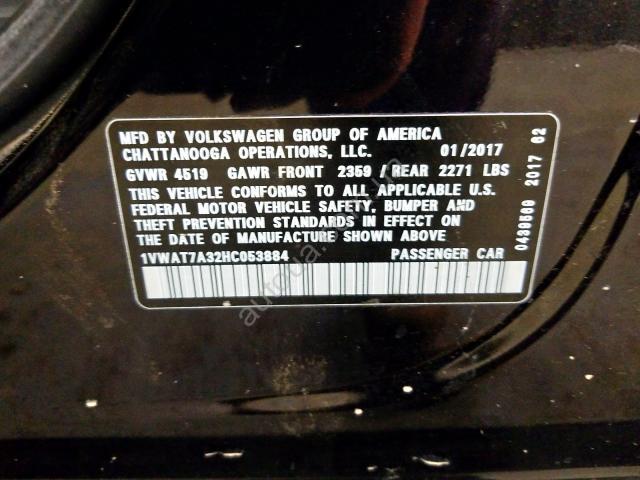 MFD BY VOLKSWAGEN GROUP OF AMERICA
CHATTANOOGA OPERATIONS, LLC. 01/2017
GVWR 4519 GAWR FRONT 2359 / REAR 2271 LBS
THIS VEHICLE CONFORMS TO ALL APPLICABLE U.S.
FEDERAL MOTOR VEHICLE SAFETY, BUMPER AND
THEFT PREVENTION STANDARDS IN EFFECT ON
THE DATE OF MANUFACTURE SHOWN ABOVE
1VWAT7A32HC053884 PASSENGER CAR
0439569 2017 02